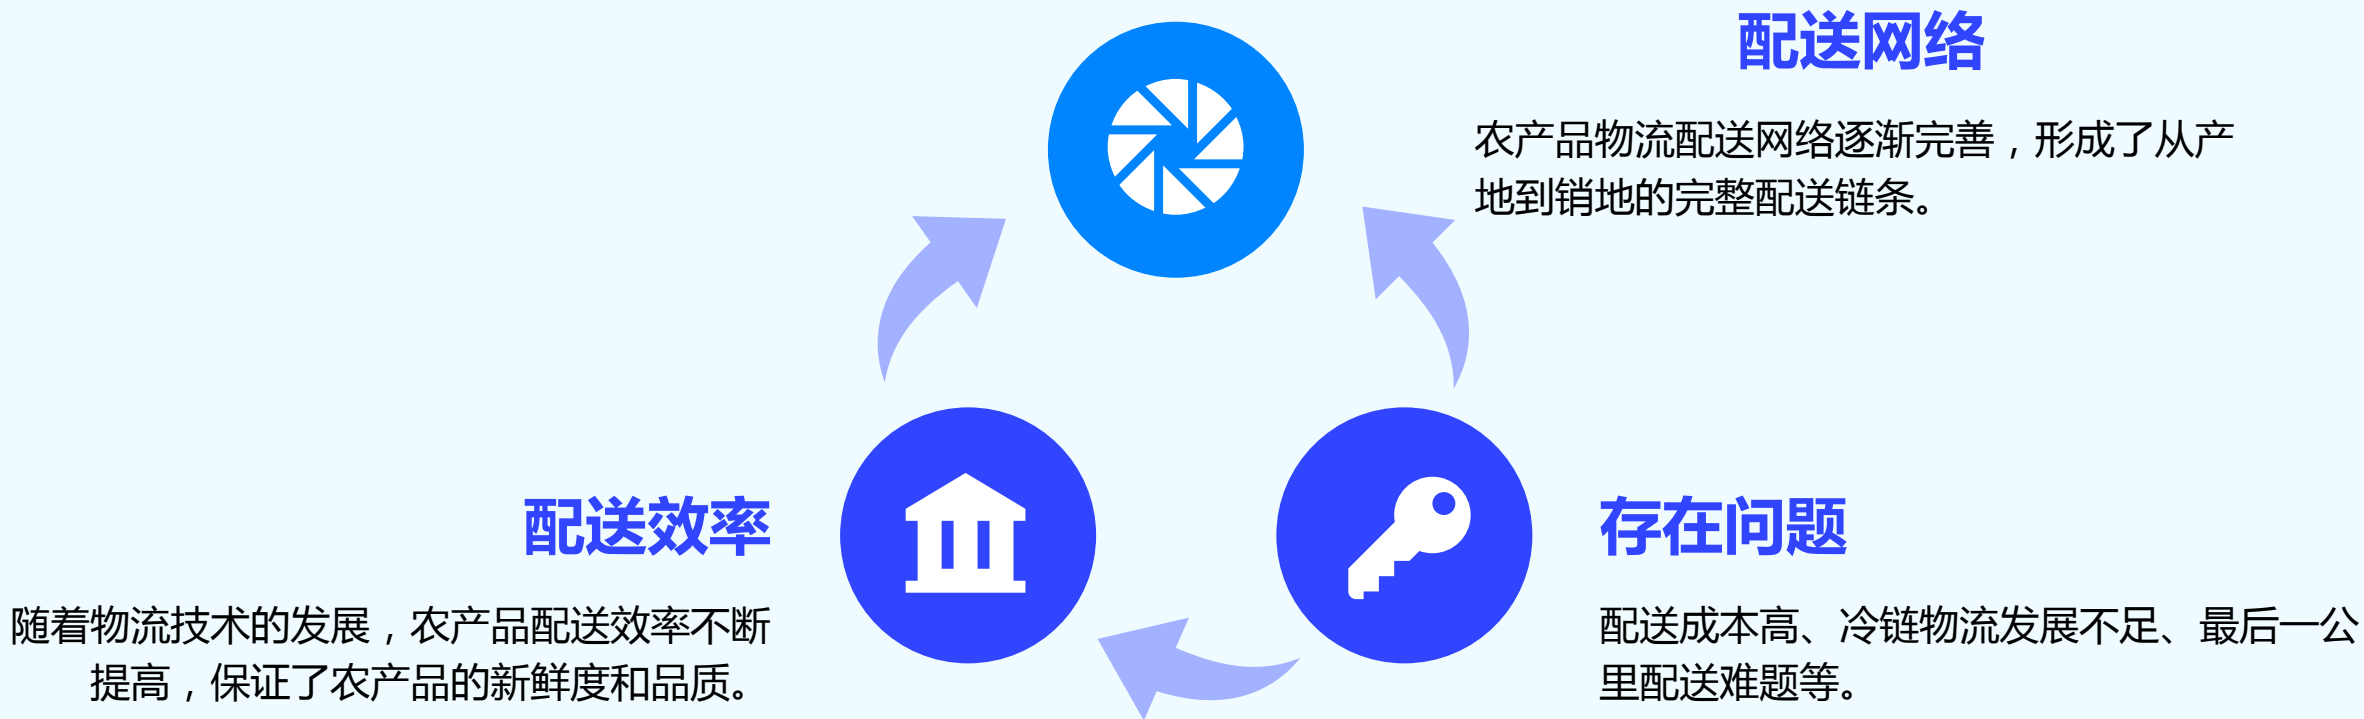 配送网络
农产品物流配送网络逐渐完善，形成了从产
地到销地的完整配送链条。
配送效率
随着物流技术的发展，农产品配送效率不断
提高，保证了农产品的新鲜度和品质。
存在问题
配送成本高、冷链物流发展不足、最后一公
里配送难题等。